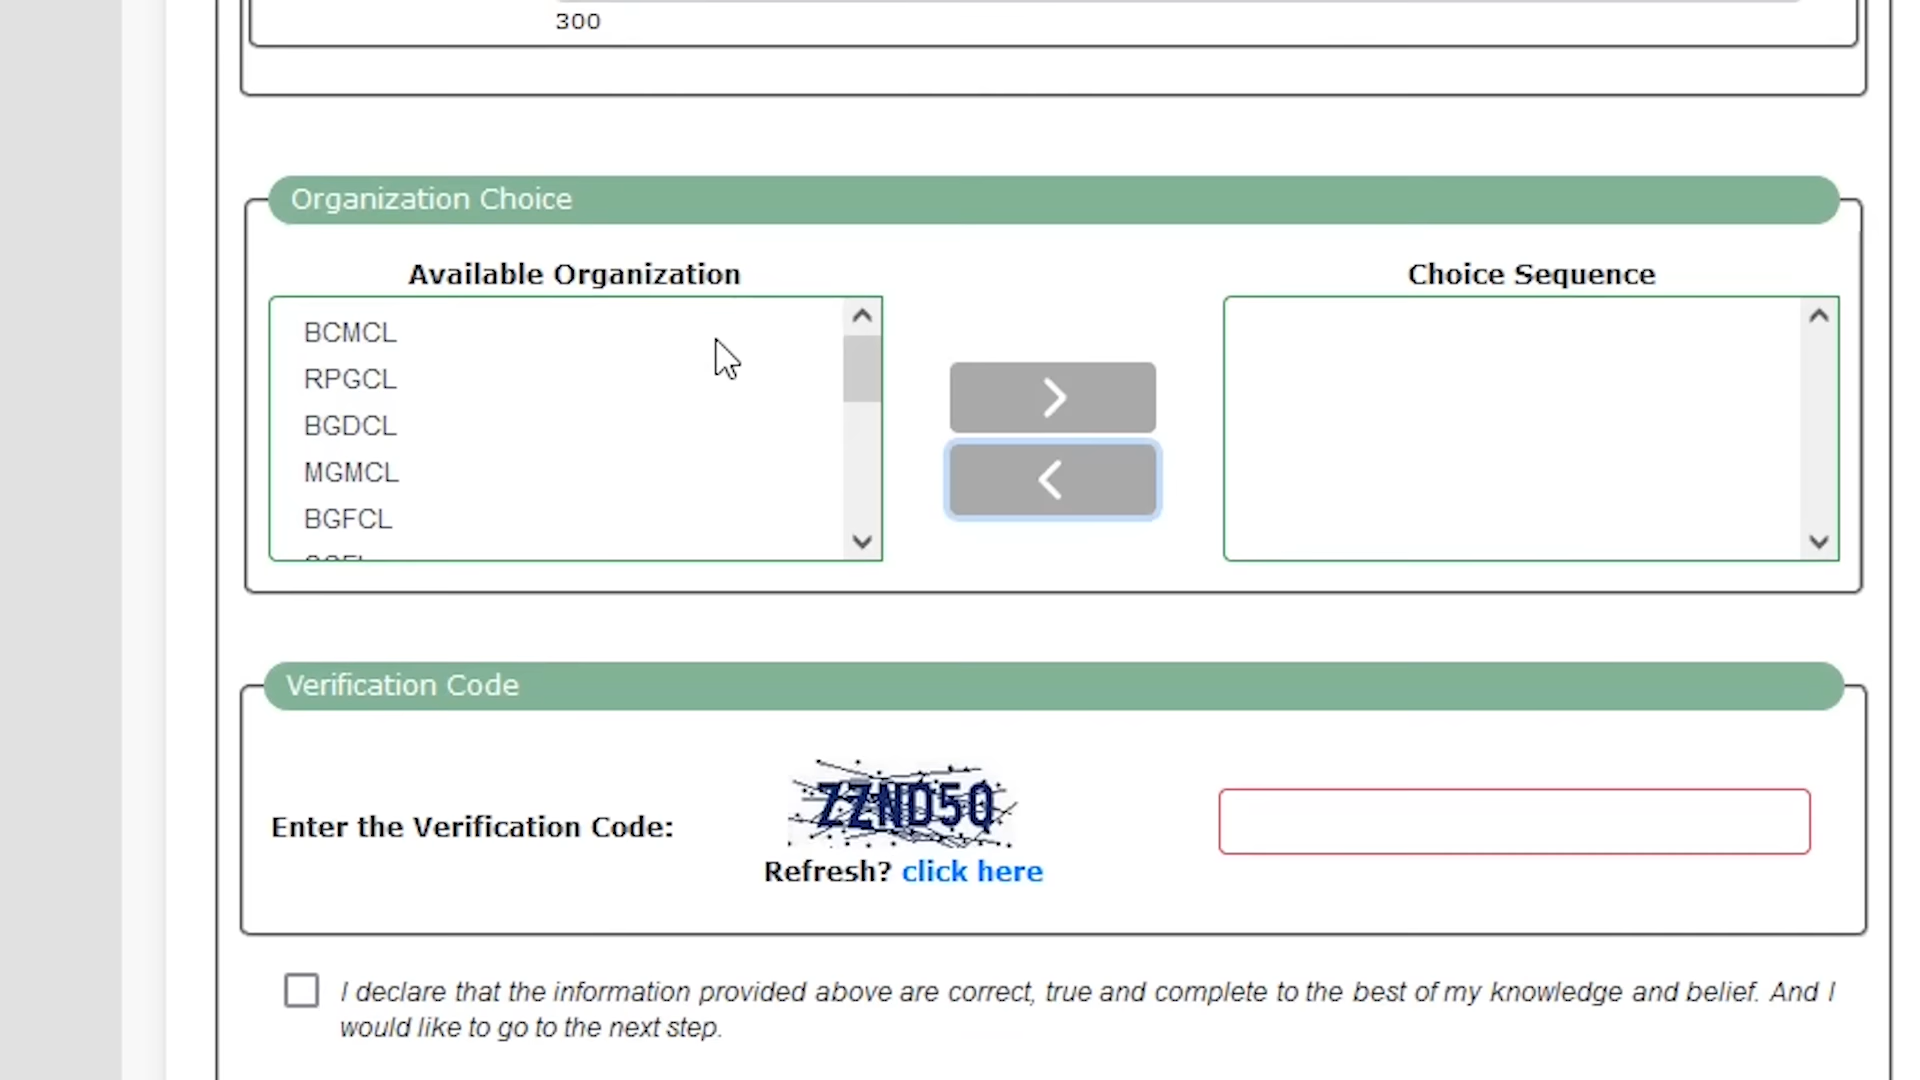 300
Organization Choice
Available Organization
Choice Sequence
BCMCL
RPGCL
BGDCL
MGMCL
BGFCL
Verification Code
Enter the Verification Code:
Refresh? click here
I declare that the information provided above are correct, true and complete to the best of my knowledge and belief. And I
would like to go to the next step.